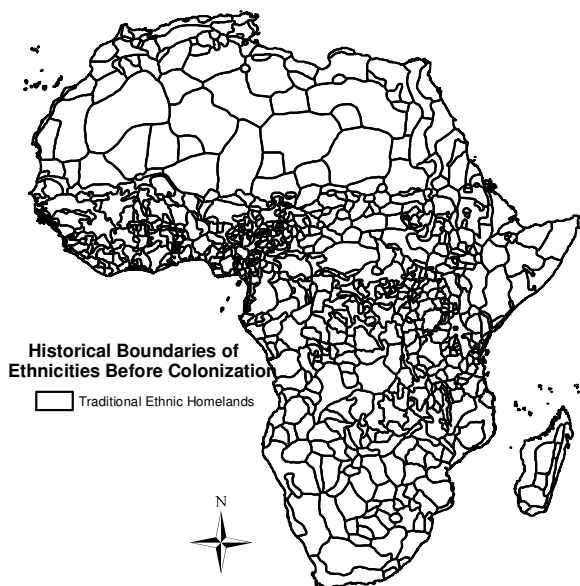 Historical Boundaries of
Ethnicities Before Colonization
Traditional Ethnic Homelands
N